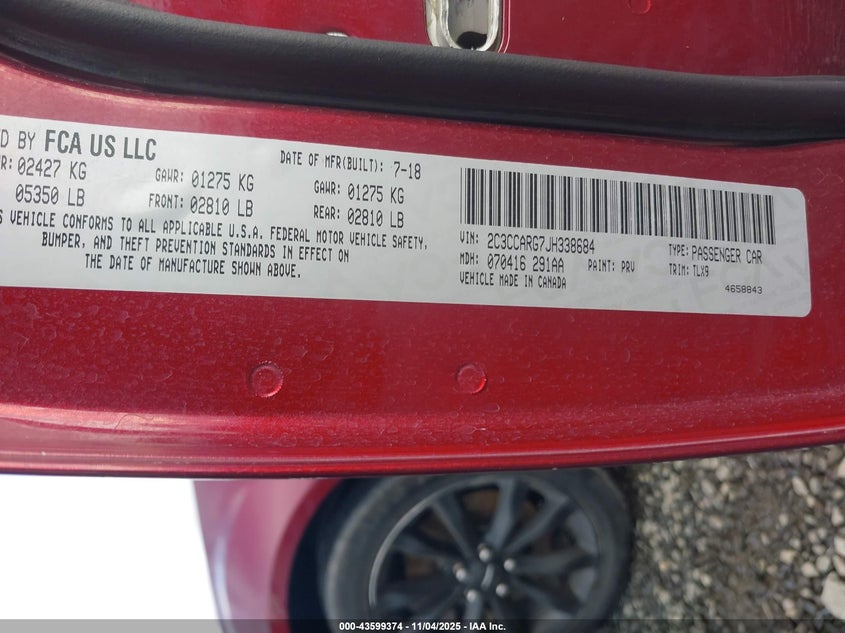 D BY FCA US LLC
R: 02427 KG
05350 LB
GAWR: 01275 KG
FRONT: 02810 LB
DATE OF MFR(BUILT): 7-18
GAWR: 01275 KG
REAR: 02810 LB
S VEHICLE CONFORMS TO ALL APPLICABLE U.S.A. FEDERAL MOTOR VEHICLE SAFETY,
BUMPER, AND THEFT PREVENTION STANDARDS IN EFFECT ON
THE DATE OF MANUFACTURE SHOWN ABOVE.
VIN: 2C3CCARG7JH338684
TYPE: PASSENGER CAR
MDH: 070416 291AA
PAINT: PRV
TRIM: TLX9
VEHICLE MADE IN CANADA
4658843
000-43599374 - 11/04/2025 - IAA Inc.